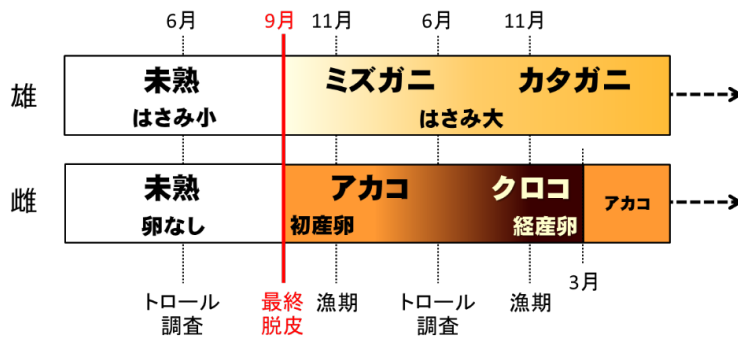 6月 9月 11月 6月 11月
雄
未熟 ミズガニ カタガニ
はさみ小 はさみ大
雌
未熟 アカコ クロコ アカコ
卵なし 初産卵 経産卵
3月
トロール 最終 漁期 トロール 漁期
調査 脱皮 調査